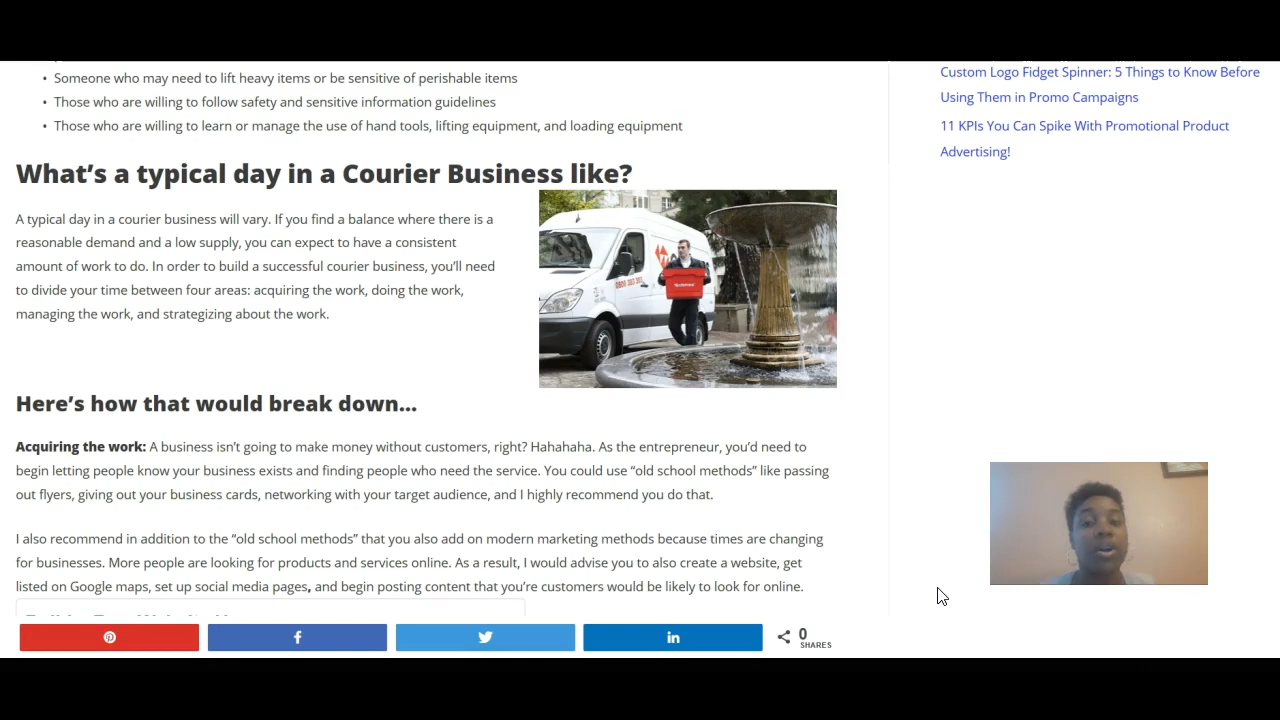 • Someone who may need to lift heavy items or be sensitive of perishable items
• Those who are willing to follow safety and sensitive information guidelines
• Those who are willing to learn or manage the use of hand tools, lifting equipment, and loading equipment
What's a typical day in a Courier Business like?
A typical day in a courier business will vary. If you find a balance where there is a
reasonable demand and a low supply, you can expect to have a consistent
amount of work to do. In order to build a successful courier business, you'll need
to divide your time between four areas: acquiring the work, doing the work,
managing the work, and strategizing about the work.
Here's how that would break down...
Acquiring the work: A business isn't going to make money without customers, right? Hahahaha. As the entrepreneur, you'd need to
begin letting people know your business exists and finding people who need the service. You could use “old school methods” like passing
out flyers, giving out your business cards, networking with your target audience, and I highly recommend you do that.
I also recommend in addition to the “old school methods” that you also add on modern marketing methods because times are changing
for businesses. More people are looking for products and services online. As a result, I would advise you to also create a website, get
listed on Google maps, set up social media pages, and begin posting content that you're customers would be likely to look for online.
0
SHARES
Custom Logo Fidget Spinner: 5 Things to Know Before
Using Them in Promo Campaigns
11 KPIs You Can Spike With Promotional Product
Advertising!